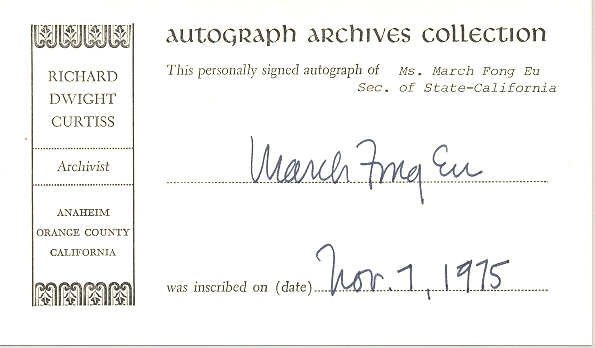 autograph archives collection
RICHARD
DWIGHT
CURTISS
Archivist
ANAHEIM
ORANGE COUNTY
CALIFORNIA
This personally signed autograph of Ms. March Fong Eu
Sec. of State-California
March Fong Eu
was inscribed on (date) Nov. 7, 1975